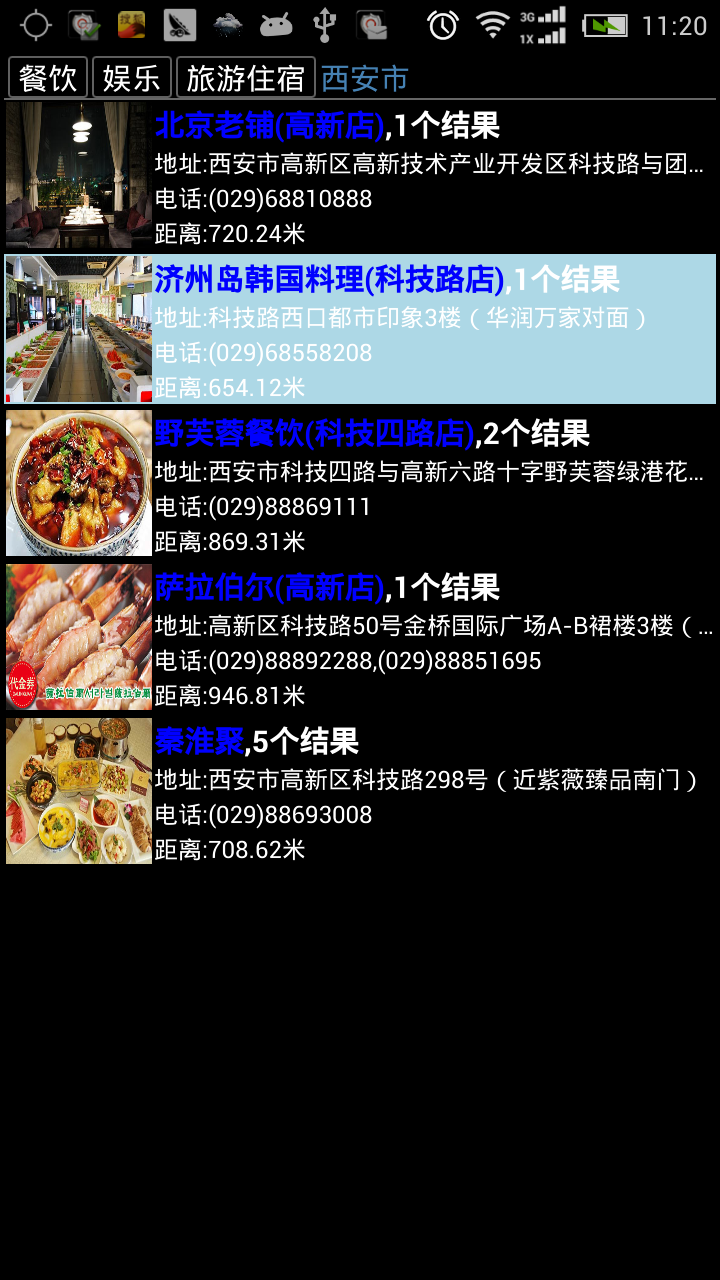 3G
1X
11:20
餐饮 娱乐 旅游住宿 西安市
北京老铺(高新店),1个结果
地址:西安市高新区高新技术产业开发区科技路与团...
电话:(029)68810888
距离:720.24米
济州岛韩国料理(科技路店),1个结果
地址:科技路西口都市印象3楼（华润万家对面）
电话:(029)68558208
距离:654.12米
野芙蓉餐饮(科技四路店),2个结果
地址:西安市科技四路与高新六路十字野芙蓉绿港花...
电话:(029)88869111
距离:869.31米
萨拉伯尔(高新店),1个结果
地址:高新区科技路50号金桥国际广场A-B裙楼3楼（...
电话:(029)88892288,(029)88851695
距离:946.81米
代金券
秦淮聚,5个结果
地址:西安市高新区科技路298号（近紫薇臻品南门）
电话:(029)88693008
距离:708.62米